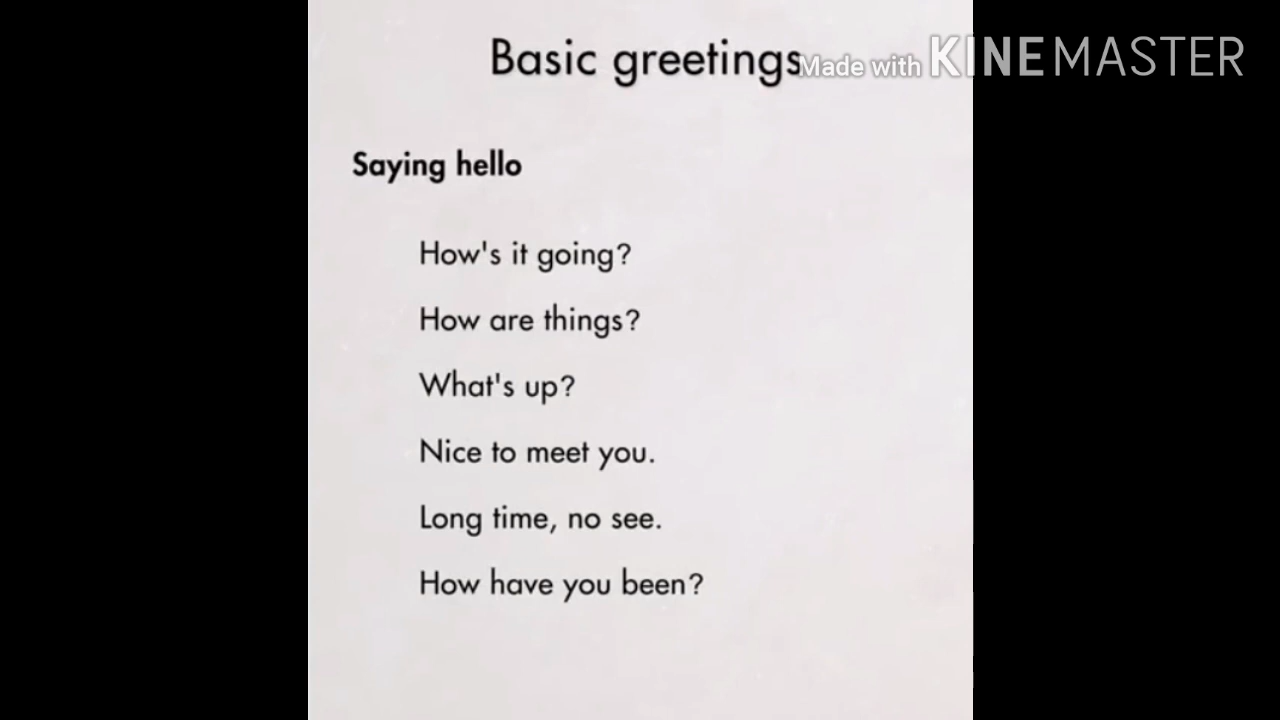 Basic greetings
Made with KINEMASTER
Saying hello
How's it going?
How are things?
What's up?
Nice to meet you.
Long time, no see.
How have you been?